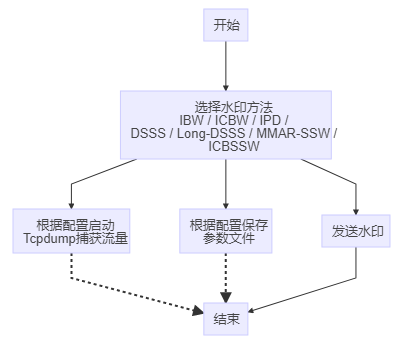 开始
选择水印方法
IBW / ICBW / IPD /
DSSS / Long-DSSS / MMAR-SSW /
ICBSSW
根据配置启动
Tcpdump捕获流量
根据配置保存
参数文件
发送水印
结束